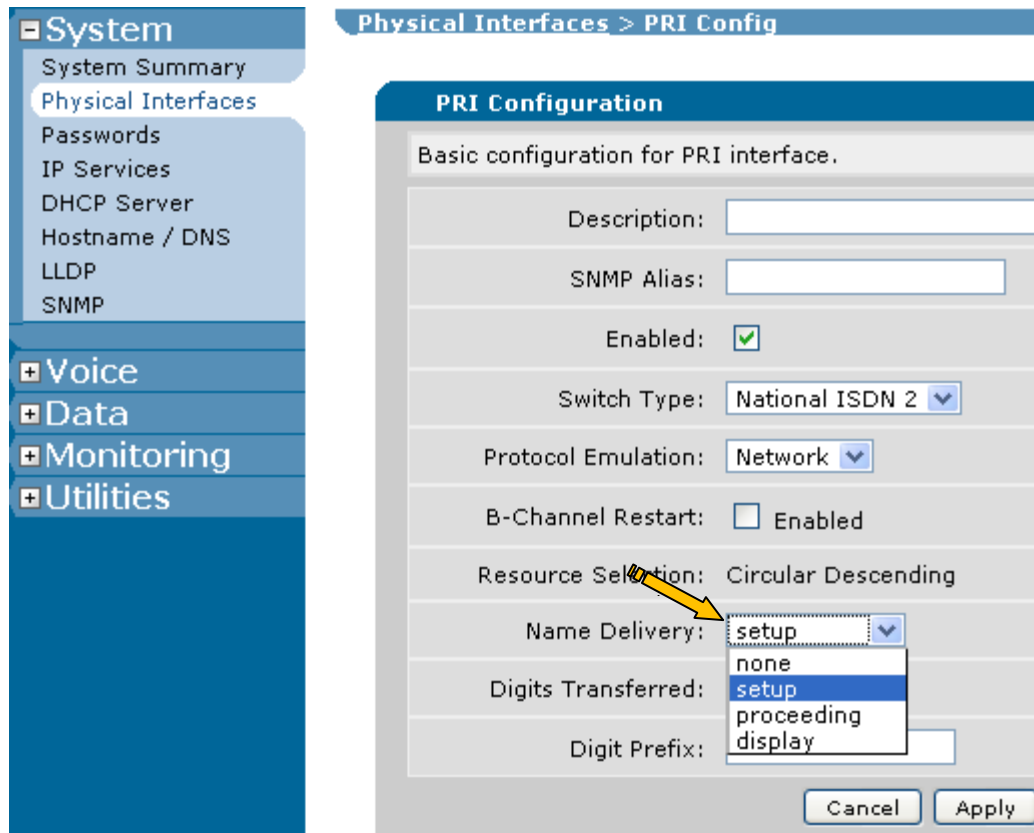 System
System Summary
Physical Interfaces
Passwords
IP Services
DHCP Server
Hostname / DNS
LLDP
SNMP
Voice
Data
Monitoring
Utilities
Physical Interfaces > PRI Config
PRI Configuration
Basic configuration for PRI interface.
Description:
SNMP Alias:
Enabled:
Switch Type: National ISDN 2
Protocol Emulation: Network
B-Channel Restart: Enabled
Resource Selection: Circular Descending
Name Delivery: setup
none
setup
proceeding
display
Digits Transferred:
Digit Prefix:
Cancel Apply